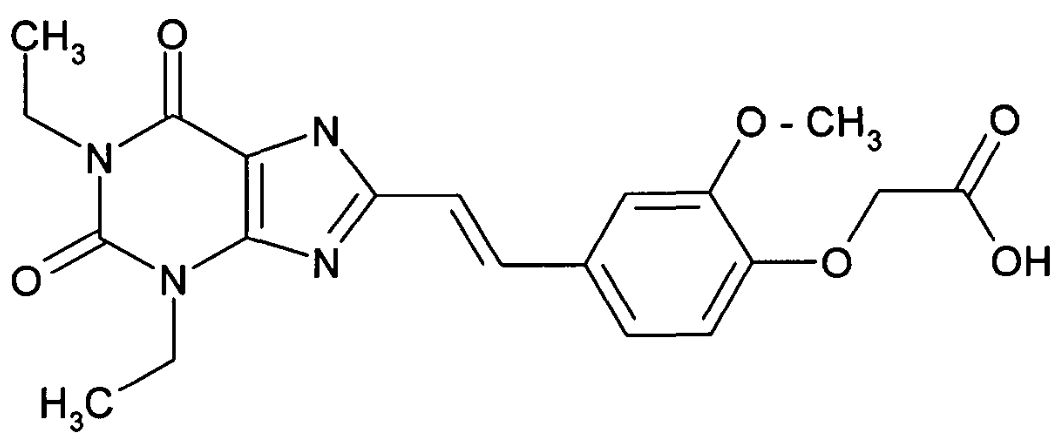 CH3 O
N
O - CH3 O
N
O
N N
O OH
H3C